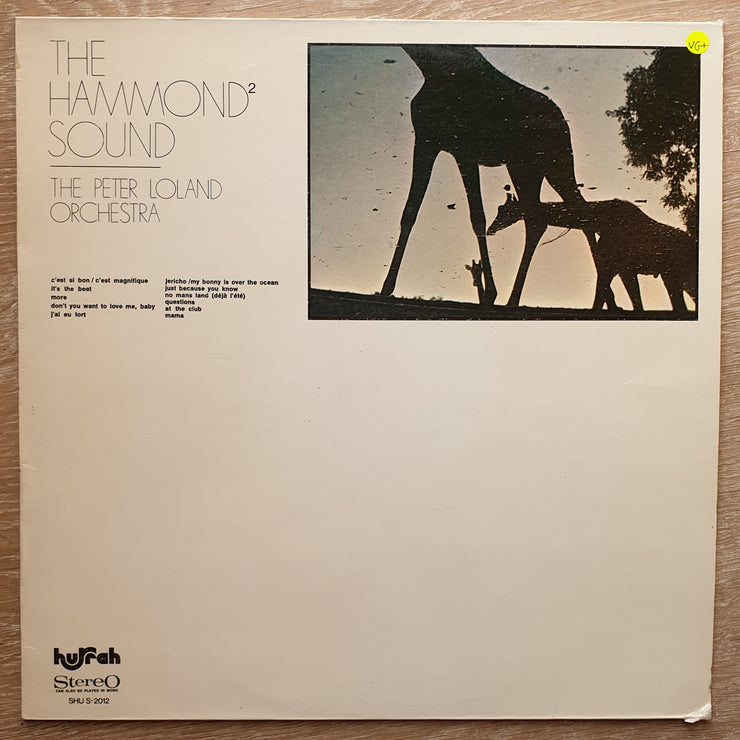 THE
HAMMOND²
SOUND
THE PETER LOLAND
ORCHESTRA
c'est si bon / c'est magnifique
it's the beat
more
don't you want to love me, baby
j'ai eu tort
jericho /my bonny is over the ocean
just because you know
no mans land (déjà l'été)
questions
at the club
mama
VG+
hurrah
Stereo
CAN ALSO BE PLAYED IN MONO
SHU S-2012